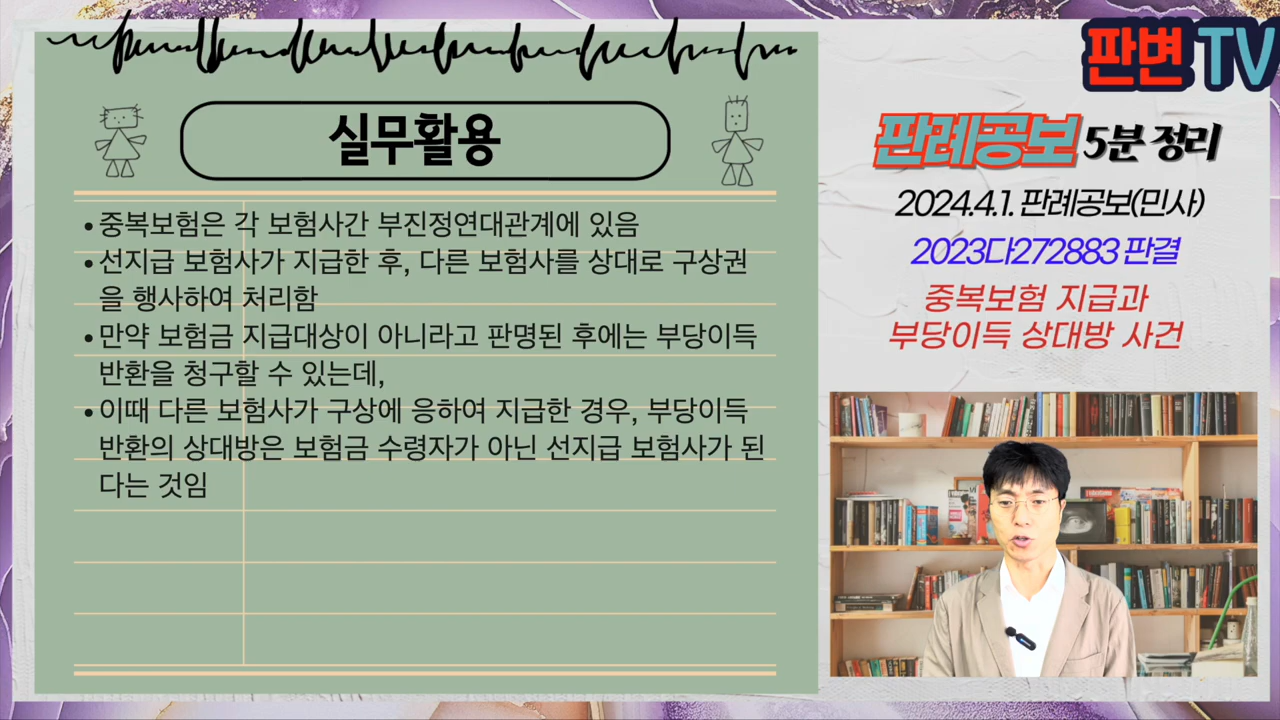 판변 TV
실무활용
• 중복보험은 각 보험사간 부진정연대관계에 있음
• 선지급 보험사가 지급한 후, 다른 보험사를 상대로 구상권
을 행사하여 처리함
• 만약 보험금 지급대상이 아니라고 판명된 후에는 부당이득
반환을 청구할 수 있는데,
• 이때 다른 보험사가 구상에 응하여 지급한 경우, 부당이득
반환의 상대방은 보험금 수령자가 아닌 선지급 보험사가 된
다는 것임
판례공보 5분 정리
2024.4.1. 판례공보(민사)
2023다272883 판결
중복보험 지급과
부당이득 상대방 사건